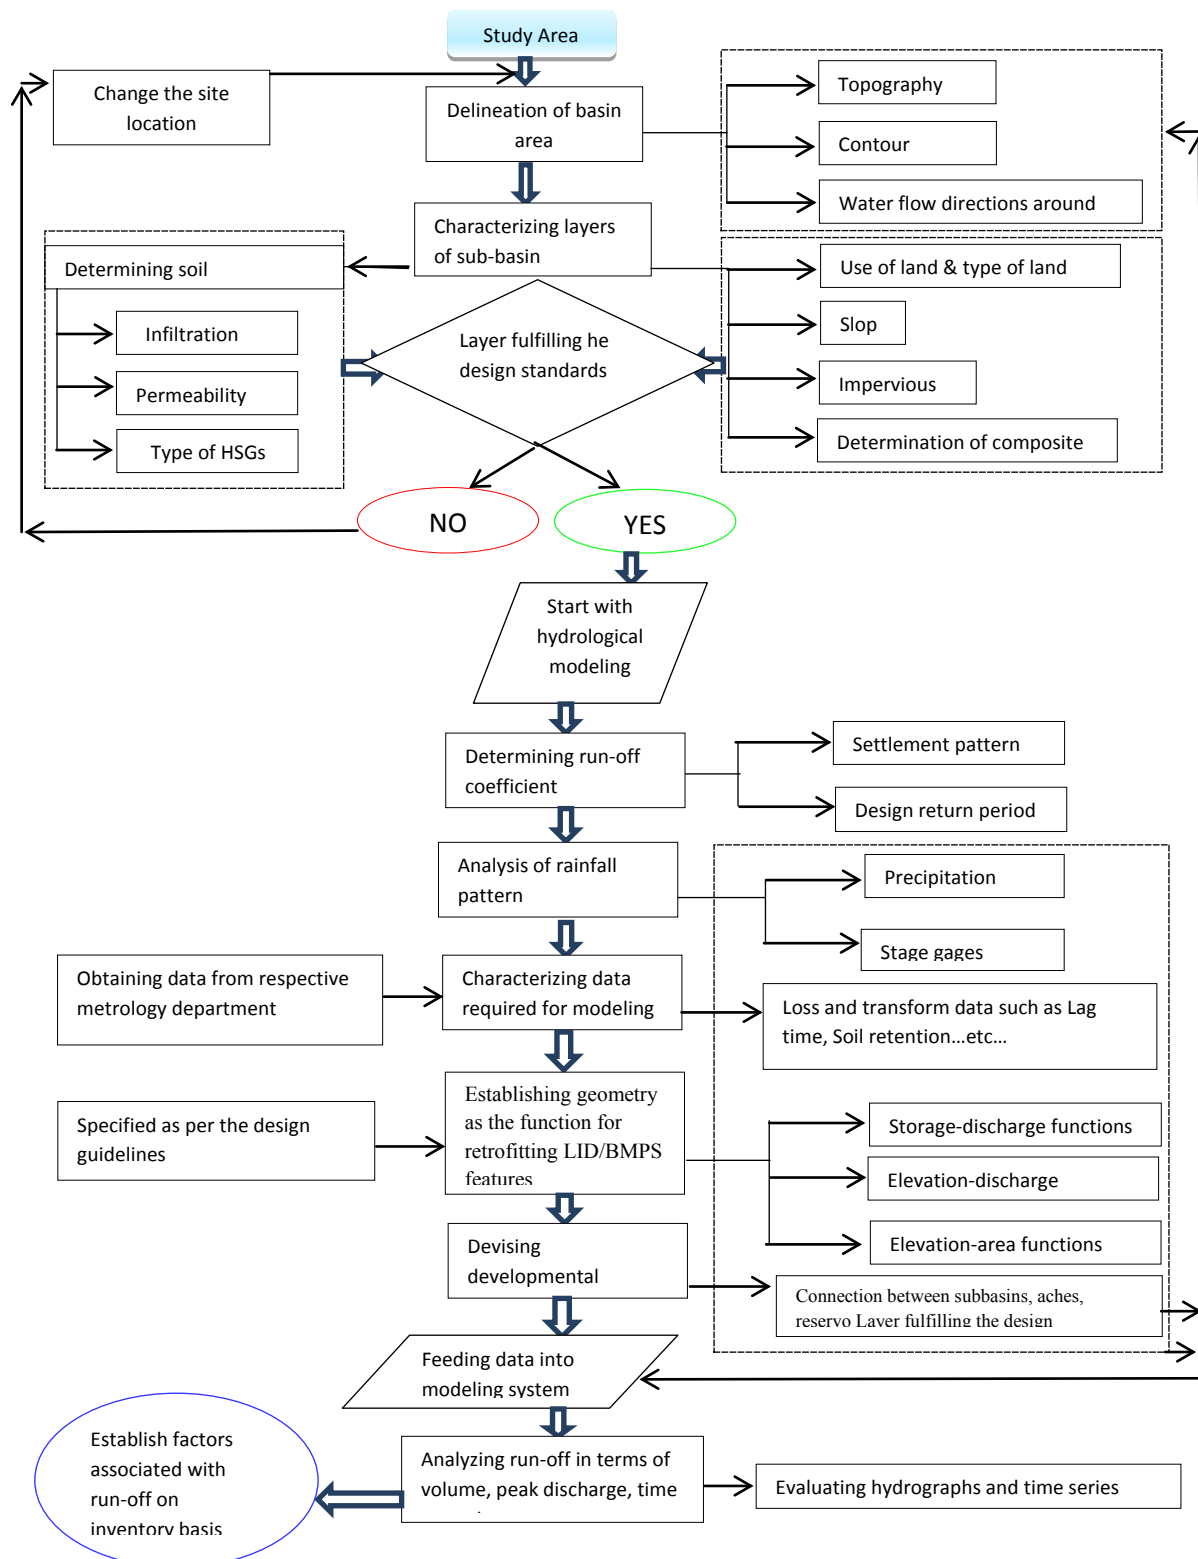 Study Area
Change the site
location
Delineation of basin
area
Topography
Contour
Water flow directions around
Characterizing layers
of sub-basin
Determining soil
Infiltration
Permeability
Type of HSGs
Layer fulfilling he
design standards
Use of land & type of land
Slop
Impervious
Determination of composite
NO
YES
Start with
hydrological
modeling
Determining run-off
coefficient
Settlement pattern
Design return period
Analysis of rainfall
pattern
Precipitation
Stage gages
Obtaining data from respective
metrology department
Characterizing data
required for modeling
Loss and transform data such as Lag
time, Soil retention...etc...
Specified as per the design
guidelines
Establishing geometry
as the function for
retrofitting LID/BMPS
features
Storage-discharge functions
Elevation-discharge
Elevation-area functions
Devising
developmental
Connection between subbasins, aches,
reservo Layer fulfilling the design
Feeding data into
modeling system
Establish factors
associated with
run-off on
inventory basis
Analyzing run-off in terms of
volume, peak discharge, time
Evaluating hydrographs and time series